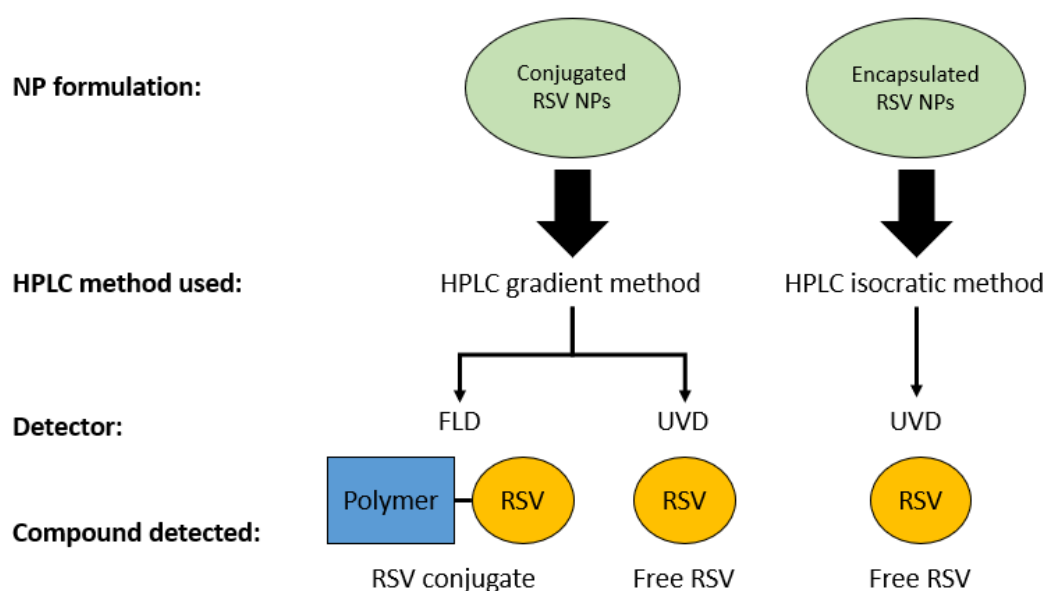 NP formulation:
Conjugated
RSV NPs
Encapsulated
RSV NPs
HPLC method used:
HPLC gradient method
HPLC isocratic method
Detector:
FLD
UVD
UVD
Compound detected:
Polymer
RSV
RSV
RSV
RSV conjugate
Free RSV
Free RSV